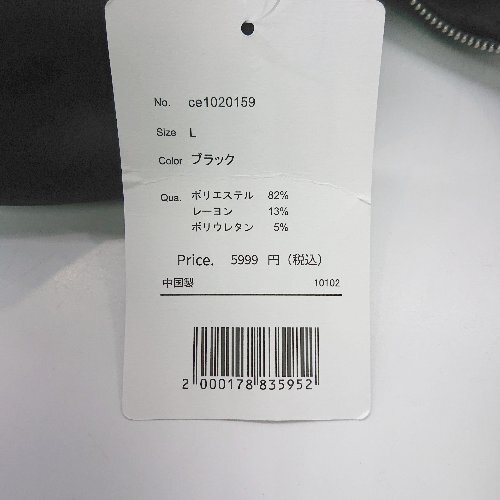 No. ce1020159
Size L
Color ブラック
Qua. ポリエステル 82%
レーヨン 13%
ポリウレタン 5%
Price. 5999 円（税込）
中国製 10102
2 000178 835952